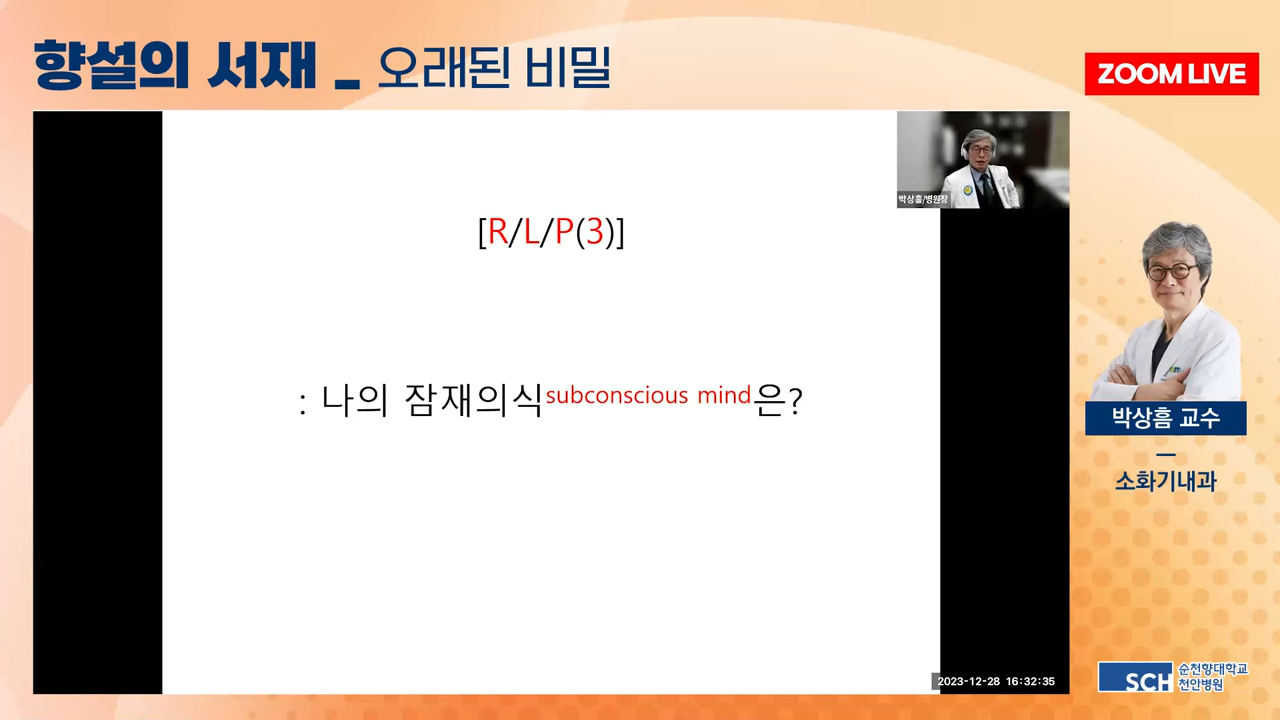 향설의 서재 _ 오래된 비밀
ZOOM LIVE
박상흠/병원장
[R/L/P(3)]
: 나의 잠재의식subconscious mind은?
박상흠 교수
소화기내과
2023-12-28 16:32:35
SCH 순천향대학교
천안병원